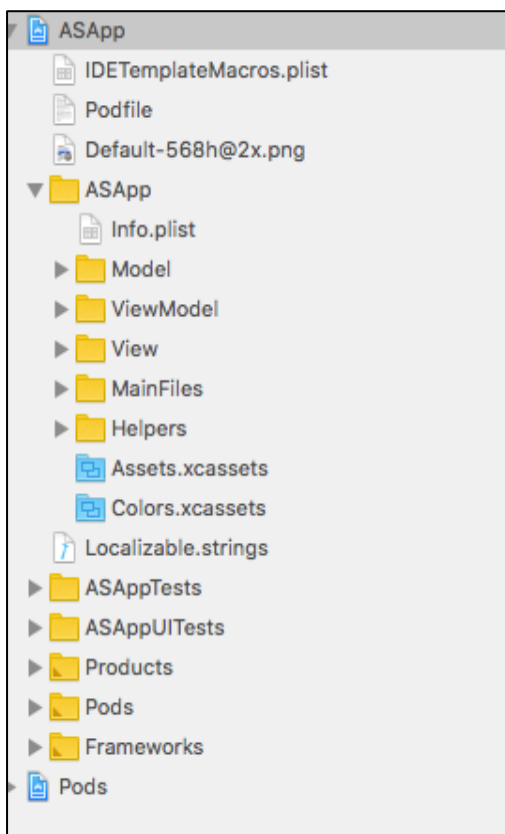 ASApp
IDETemplateMacros.plist
Podfile
Default-568h@2x.png
ASApp
Info.plist
Model
ViewModel
View
MainFiles
Helpers
Assets.xcassets
Colors.xcassets
Localizable.strings
ASAppTests
ASAppUITests
Products
Pods
Frameworks
Pods